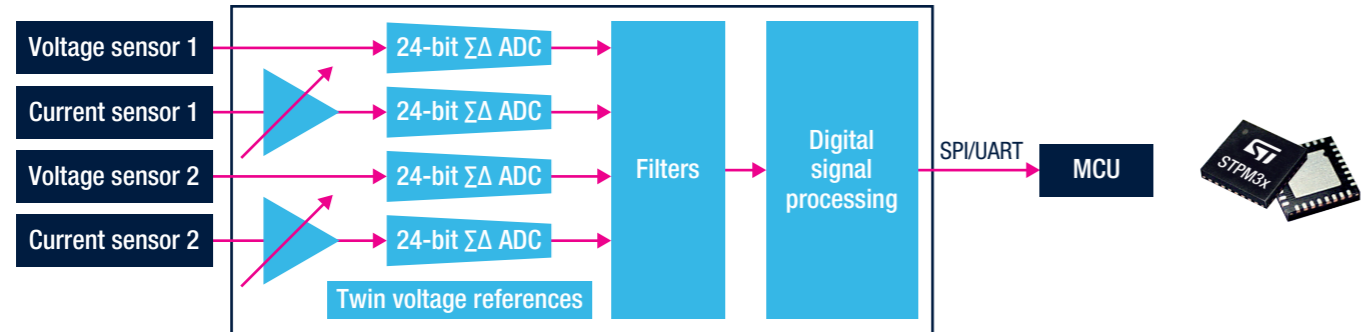 Voltage sensor 1
Current sensor 1
Voltage sensor 2
Current sensor 2
24-bit ∑Δ ADC
24-bit ∑Δ ADC
24-bit ∑Δ ADC
24-bit ∑Δ ADC
Twin voltage references
Filters
Digital
signal
processing
SPI/UART
MCU
ST
STPM3x